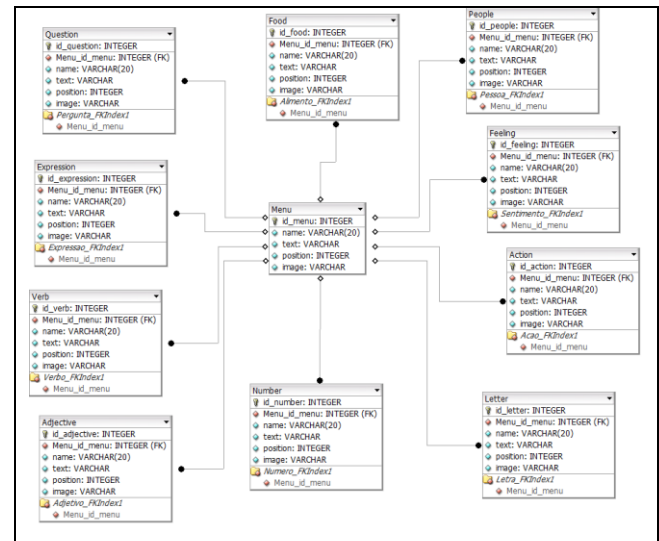 Question
id_question: INTEGER
Menu_id_menu: INTEGER (FK)
name: VARCHAR(20)
text: VARCHAR
position: INTEGER
image: VARCHAR
Pergunta_FKIndex1
Menu_id_menu
Food
id_food: INTEGER
Menu_id_menu: INTEGER (FK)
name: VARCHAR(20)
text: VARCHAR
position: INTEGER
image: VARCHAR
Alimento_FKIndex1
Menu_id_menu
People
id_people: INTEGER
Menu_id_menu: INTEGER (FK)
name: VARCHAR(20)
text: VARCHAR
position: INTEGER
image: VARCHAR
Pessoa_FKIndex1
Menu_id_menu
Expression
id_expression: INTEGER
Menu_id_menu: INTEGER (FK)
name: VARCHAR(20)
text: VARCHAR
position: INTEGER
image: VARCHAR
Expressao_FKIndex1
Menu_id_menu
Menu
id_menu: INTEGER
name: VARCHAR(20)
text: VARCHAR
position: INTEGER
image: VARCHAR
Feeling
id_feeling: INTEGER
Menu_id_menu: INTEGER (FK)
name: VARCHAR(20)
text: VARCHAR
position: INTEGER
image: VARCHAR
Sentimento_FKIndex1
Menu_id_menu
Verb
id_verb: INTEGER
Menu_id_menu: INTEGER (FK)
name: VARCHAR(20)
text: VARCHAR
position: INTEGER
image: VARCHAR
Verbo_FKIndex1
Menu_id_menu
Action
id_action: INTEGER
Menu_id_menu: INTEGER (FK)
name: VARCHAR(20)
text: VARCHAR
position: INTEGER
image: VARCHAR
Acao_FKIndex1
Menu_id_menu
Adjective
id_adjective: INTEGER
Menu_id_menu: INTEGER (FK)
name: VARCHAR(20)
text: VARCHAR
position: INTEGER
image: VARCHAR
Adjetivo_FKIndex1
Menu_id_menu
Number
id_number: INTEGER
Menu_id_menu: INTEGER (FK)
name: VARCHAR(20)
text: VARCHAR
position: INTEGER
image: VARCHAR
Numero_FKIndex1
Menu_id_menu
Letter
id_letter: INTEGER
Menu_id_menu: INTEGER (FK)
name: VARCHAR(20)
text: VARCHAR
position: INTEGER
image: VARCHAR
Letra_FKIndex1
Menu_id_menu